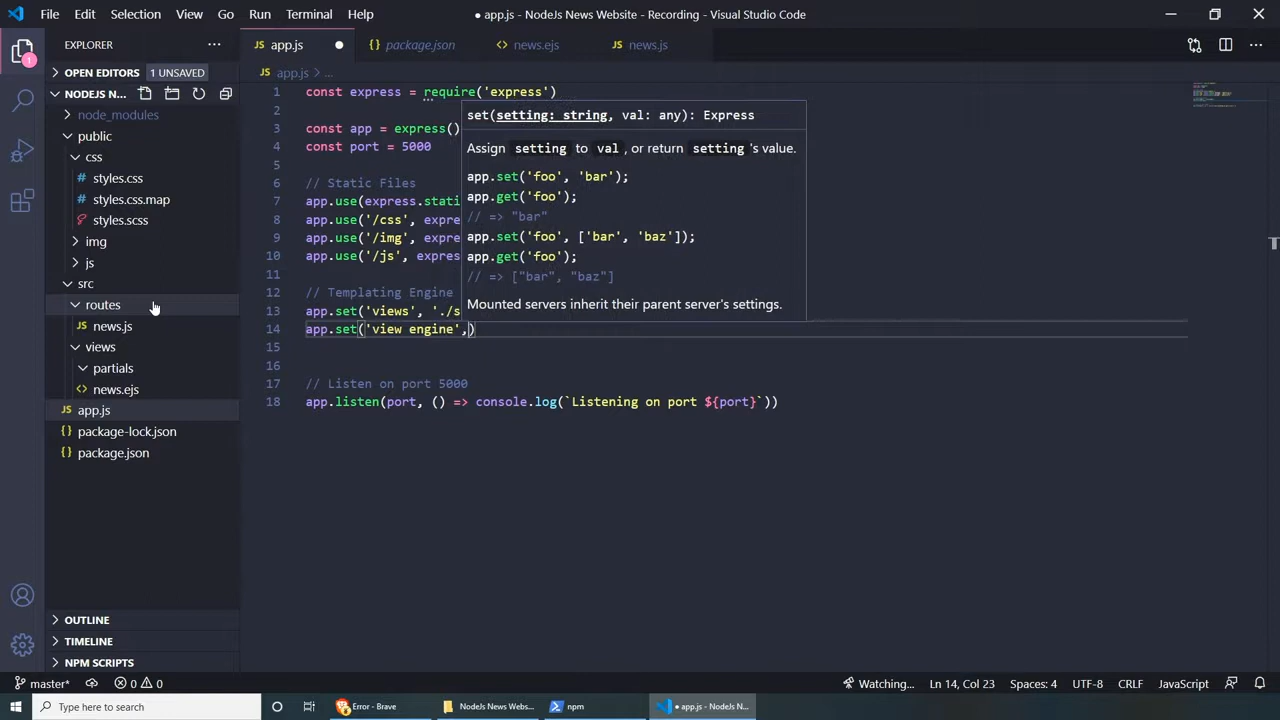 File Edit Selection View Go Run Terminal Help
● app.js - NodeJs News Website - Recording - Visual Studio Code
EXPLORER
OPEN EDITORS 1 UNSAVED
NODEJS N...
node_modules
public
css
styles.css
styles.css.map
styles.scss
img
js
src
routes
news.js
views
partials
news.ejs
app.js
package-lock.json
package.json
OUTLINE
TIMELINE
NPM SCRIPTS
1
JS app.js ● {} package.json <> news.ejs JS news.js
JS app.js > ...
1 const express = require('express')
2
3 const app = express()
4 const port = 5000
5
6 // Static Files
7 app.use(express.stati
8 app.use('/css', expre
9 app.use('/img', expre
10 app.use('/js', expres
11
12 // Templating Engine
13 app.set('views', './s
14 app.set('view engine',)
15
16
17 // Listen on port 5000
18 app.listen(port, () => console.log(`Listening on port ${port}`))
set(setting: string, val: any): Express
Assign setting to val, or return setting 's value.
app.set('foo', 'bar');
app.get('foo');
// => "bar"
app.set('foo', ['bar', 'baz']);
app.get('foo');
// => ["bar", "baz"]
Mounted servers inherit their parent server's settings.
master* 0 0 Watching... Ln 14, Col 23 Spaces: 4 UTF-8 CRLF JavaScript
Type here to search Error - Brave NodeJs News Webs... npm ● app.js - NodeJs N...